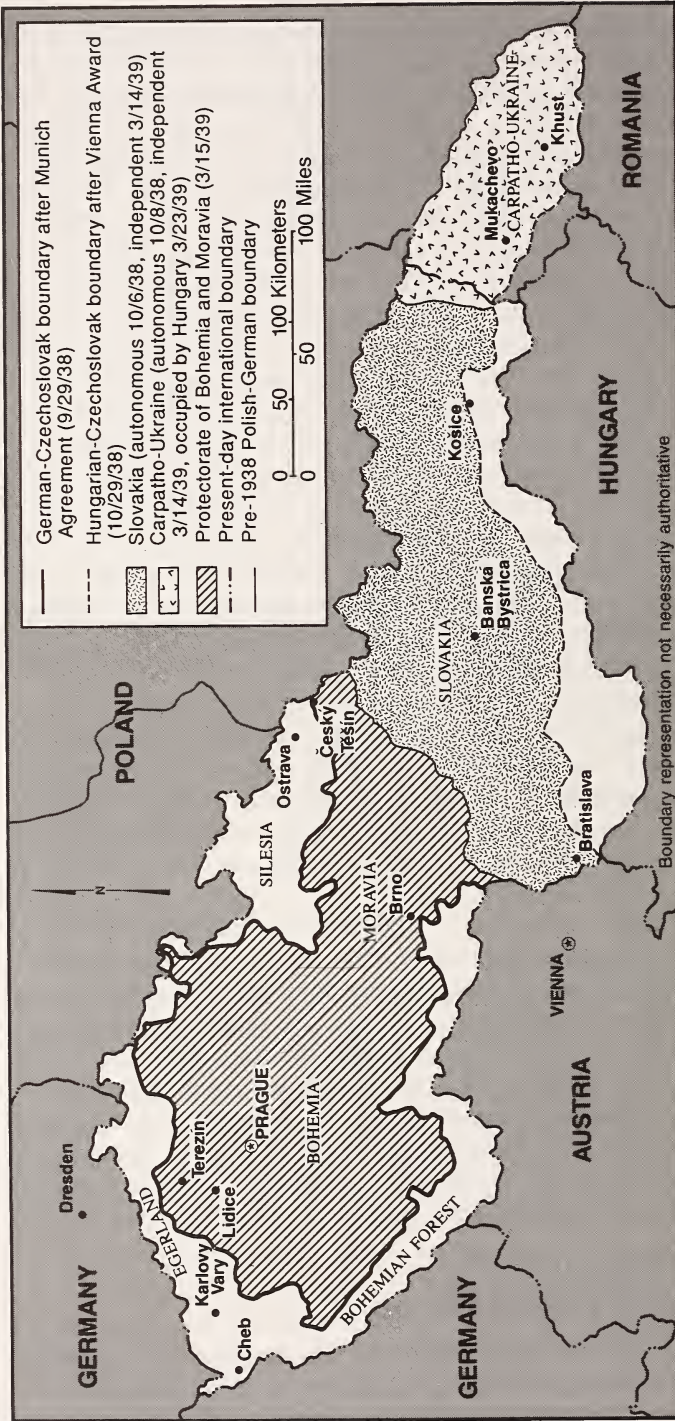 German-Czechoslovak boundary after Munich
Agreement (9/29/38)
Hungarian-Czechoslovak boundary after Vienna Award
(10/29/38)
Slovakia (autonomous 10/6/38, independent 3/14/39)
Carpatho-Ukraine (autonomous 10/8/38, independent
3/14/39, occupied by Hungary 3/23/39)
Protectorate of Bohemia and Moravia (3/15/39)
Present-day international boundary
Pre-1938 Polish-German boundary
0 50 100 Kilometers
0 50 100 Miles
N
GERMANY
Dresden
POLAND
EGERLAND
Karlovy
Vary
Cheb
Terezin
Lidice
PRAGUE
BOHEMIA
SILESIA
Ostrava
Český
Těšín
MORAVIA
Brno
BOHEMIAN FOREST
GERMANY
AUSTRIA
VIENNA
Bratislava
SLOVAKIA
Banska
Bystrica
Kosice
Mukachevo
CARPATHO-UKRAINE
Khust
HUNGARY
ROMANIA
Boundary representation not necessarily authoritative